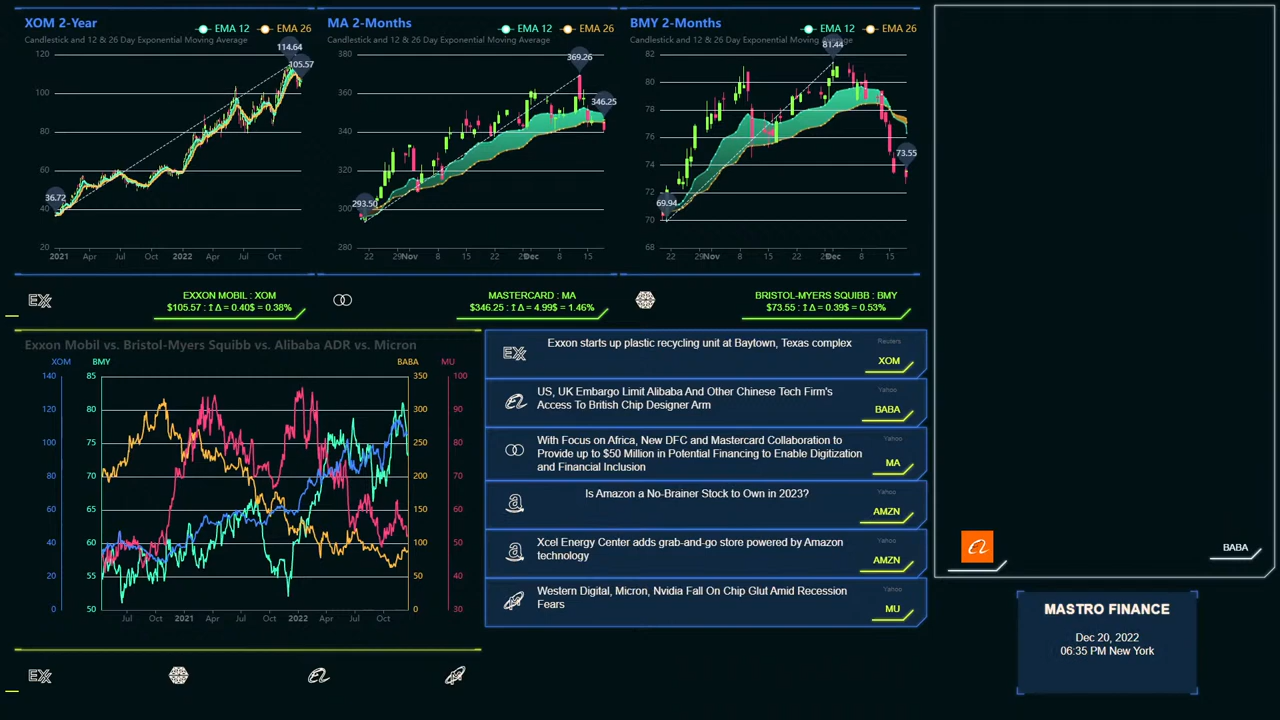 XOM 2-Year
EMA 12
EMA 26
Candlestick and 12 & 26 Day Exponential Moving Average
114.64
105.57
36.72
120
100
80
60
40
20
2021
Apr
Jul
Oct
2022
Apr
Jul
Oct
MA 2-Months
EMA 12
EMA 26
Candlestick and 12 & 26 Day Exponential Moving Average
369.26
346.25
293.50
380
360
340
320
300
280
22
29
Nov
8
15
22
29
Dec
8
15
BMY 2-Months
EMA 12
EMA 26
Candlestick and 12 & 26 Day Exponential Moving Average
81.44
73.55
69.94
82
80
78
76
74
72
70
68
22
29
Nov
8
15
22
29
Dec
8
15
EXXON MOBIL : XOM
$105.57 : ↥ Δ = 0.40$ = 0.38%
MASTERCARD : MA
$346.25 : ↥ Δ = 4.99$ = 1.46%
BRISTOL-MYERS SQUIBB : BMY
$73.55 : ↥ Δ = 0.39$ = 0.53%
Exxon Mobil vs. Bristol-Myers Squibb vs. Alibaba ADR vs. Micron
XOM
BMY
BABA
MU
140
120
100
80
60
40
20
0
85
80
75
70
65
60
55
50
350
300
250
200
150
100
50
0
100
90
80
70
60
50
40
30
Jul
Oct
2021
Apr
Jul
Oct
2022
Apr
Jul
Oct
Exxon starts up plastic recycling unit at Baytown, Texas complex
Reuters
XOM
US, UK Embargo Limit Alibaba And Other Chinese Tech Firm's
Access To British Chip Designer Arm
Yahoo
BABA
With Focus on Africa, New DFC and Mastercard Collaboration to
Provide up to $50 Million in Potential Financing to Enable Digitization
and Financial Inclusion
Yahoo
MA
Is Amazon a No-Brainer Stock to Own in 2023?
Yahoo
AMZN
Xcel Energy Center adds grab-and-go store powered by Amazon
technology
Yahoo
AMZN
Western Digital, Micron, Nvidia Fall On Chip Glut Amid Recession
Fears
Yahoo
MU
BABA
MASTRO FINANCE
Dec 20, 2022
06:35 PM New York